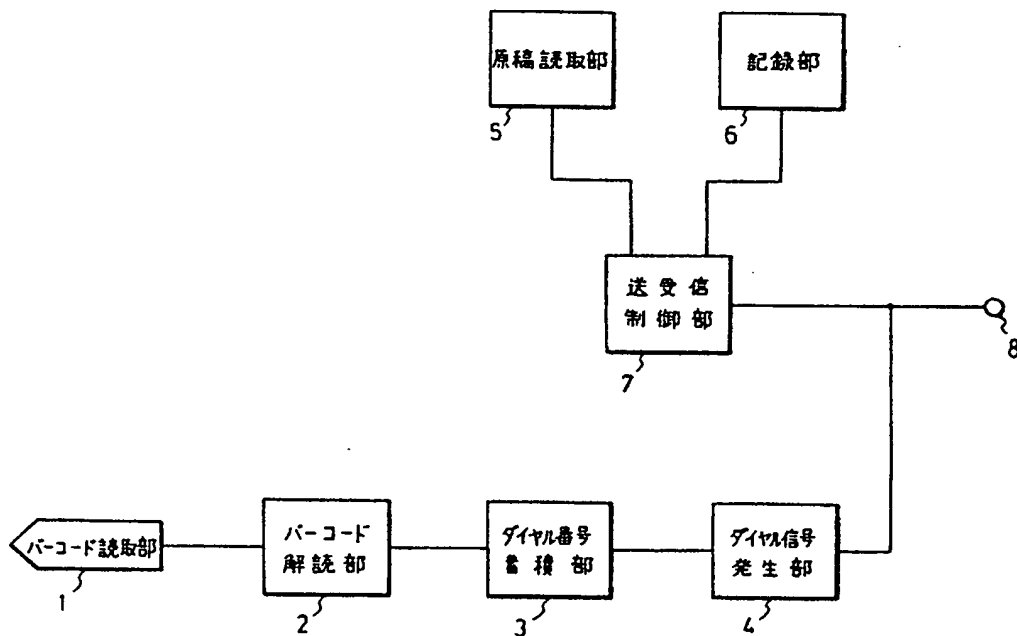 原稿読取部
記録部
5
6
送受信
制御部
7
8
バーコード読取部
1
バーコード
解読部
2
ダイヤル番号
蓄積部
3
ダイヤル信号
発生部
4